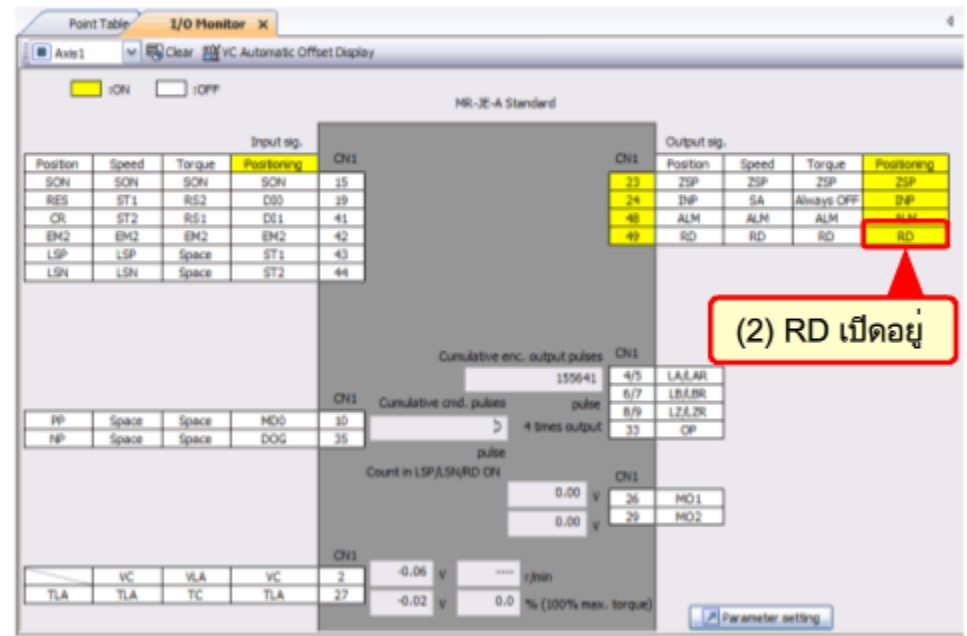 Point Table I/O Monitor ×
Axis1 Clear VC Automatic Offset Display
:ON :OFF
MR-JE-A Standard
Input sig. Output sig.
Position Speed Torque Positioning CN1 CN1 Position Speed Torque Positioning
SON SON SON SON 15 23 ZSP ZSP ZSP ZSP
RES ST1 RS2 DI0 19 24 INP SA Always OFF INP
CR ST2 RS1 DI1 41 48 ALM ALM ALM ALM
EM2 EM2 EM2 EM2 42 49 RD RD RD RD
LSP LSP Space ST1 43
LSN LSN Space ST2 44
(2) RD เปิดอยู่
Cumulative enc. output pulses CN1
155641 4/5 LA/LAR
CN1 Cumulative cmd. pulses pulse 6/7 LB/LBR
PP Space Space MD0 10 4 times output 8/9 LZ/LZR
NP Space Space DOG 35 33 OP
pulse
Count in LSP/LSN/RD ON CN1
0.00 V 26 MO1
0.00 V 29 MO2
CN1
VC VLA VC 2 -0.06 V ---- r/min
TLA TLA TC TLA 27 -0.02 V 0.0 % (100% max. torque)
Parameter setting